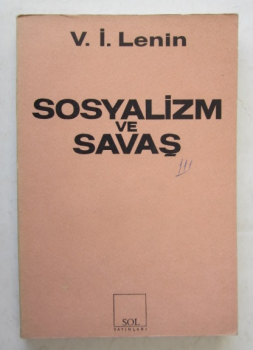 V. İ. Lenin
SOSYALİZM
VE
SAVAŞ
SOL
YAYINLARI